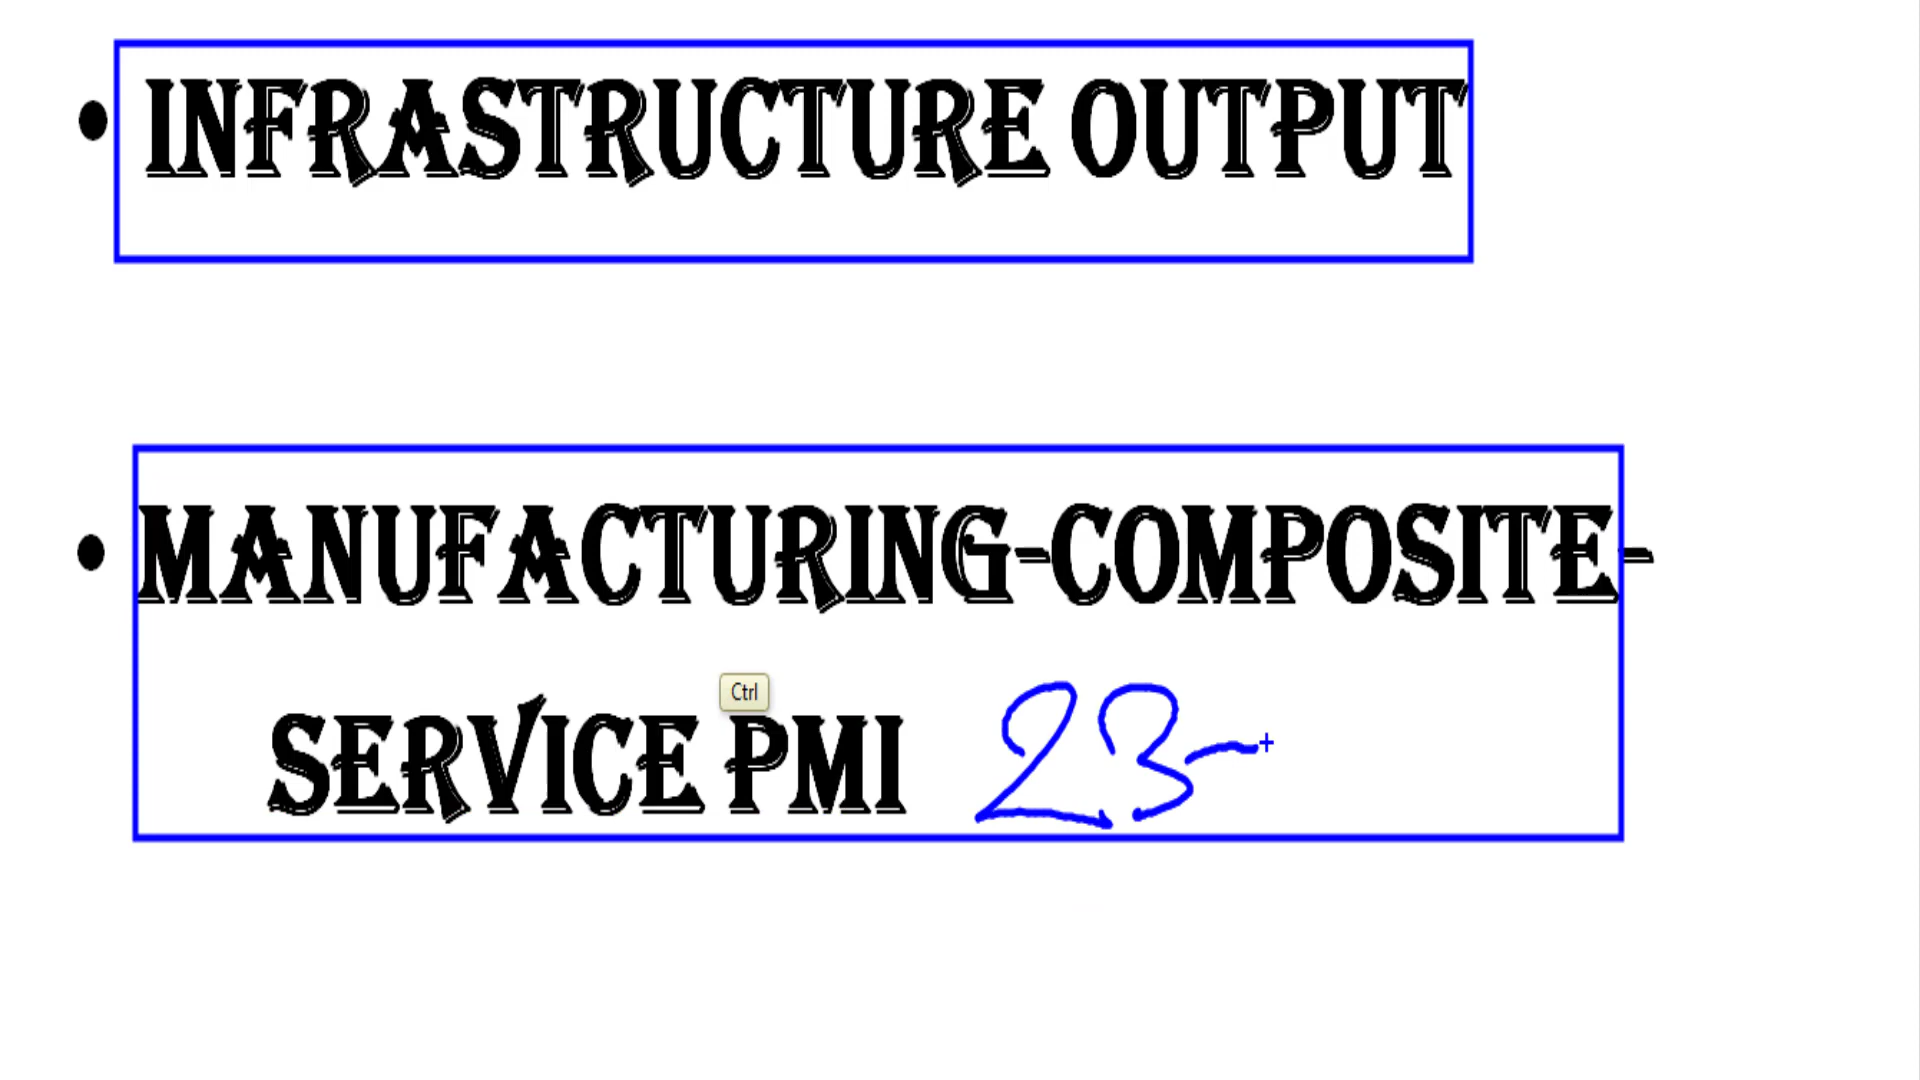 • INFRASTRUCTURE OUTPUT
• MANUFACTURING-COMPOSITE-
Ctrl
SERVICE PMI 23-